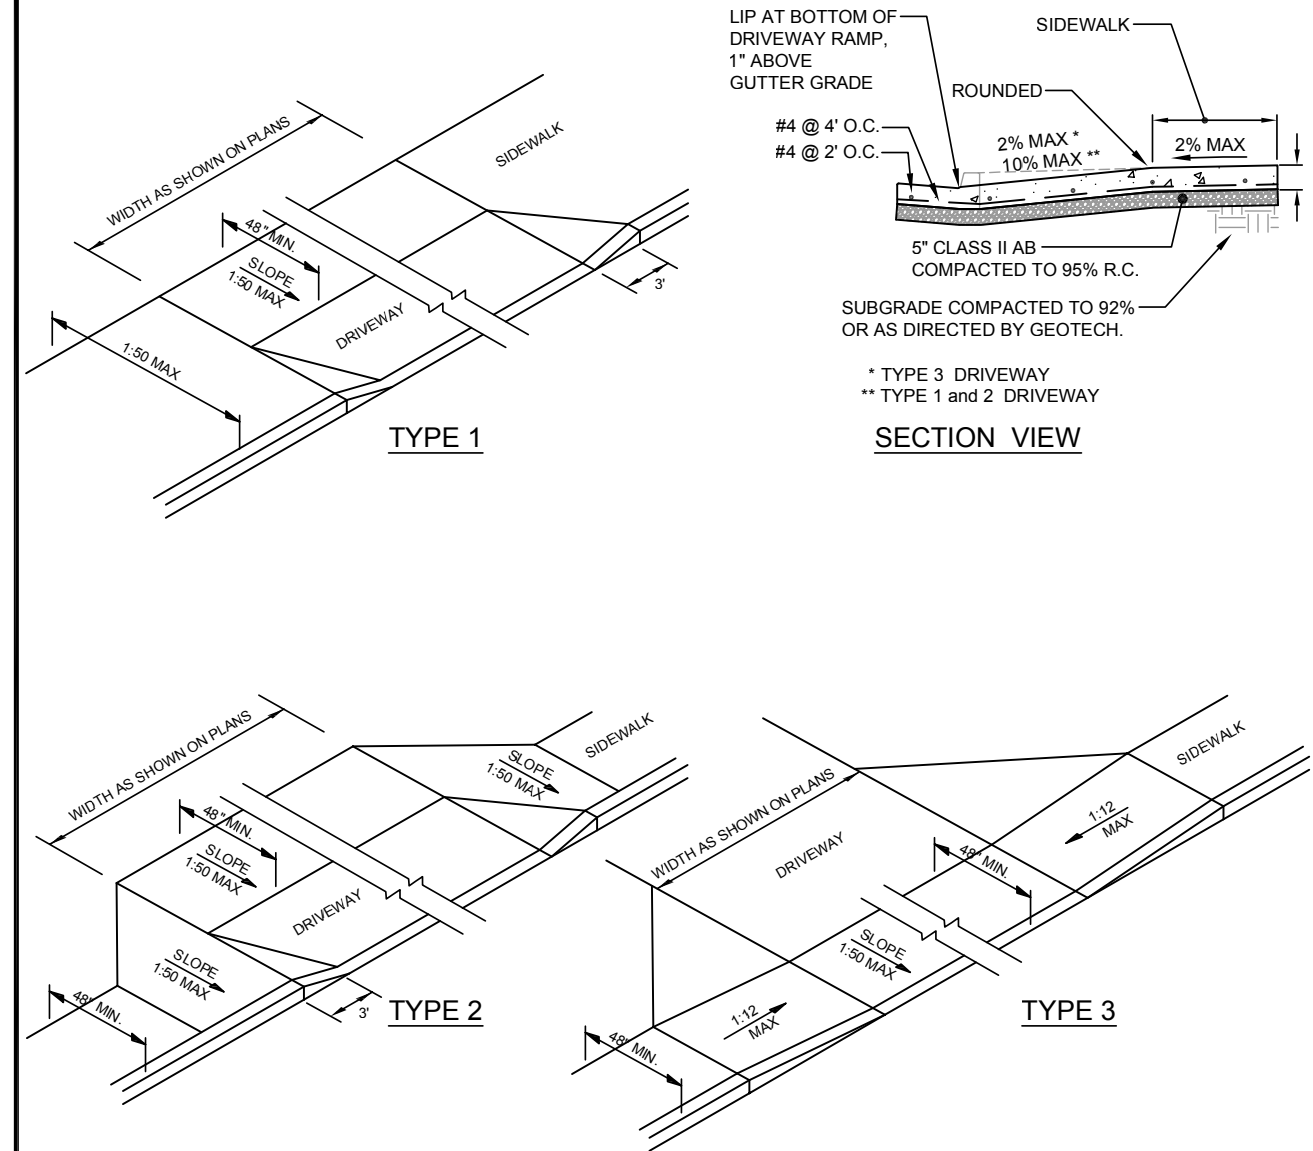 LIP AT BOTTOM OF
DRIVEWAY RAMP,
1" ABOVE
GUTTER GRADE
SIDEWALK
ROUNDED
#4 @ 4' O.C.
#4 @ 2' O.C.
2% MAX *
10% MAX **
2% MAX
5" CLASS II AB
COMPACTED TO 95% R.C.
SUBGRADE COMPACTED TO 92%
OR AS DIRECTED BY GEOTECH.
* TYPE 3 DRIVEWAY
** TYPE 1 and 2 DRIVEWAY
SECTION VIEW
WIDTH AS SHOWN ON PLANS
SIDEWALK
48" MIN.
SLOPE
1:50 MAX
3'
DRIVEWAY
1:50 MAX
TYPE 1
WIDTH AS SHOWN ON PLANS
SIDEWALK
SLOPE
1:50 MAX
48" MIN.
SLOPE
1:50 MAX
DRIVEWAY
SLOPE
1:50 MAX
48" MIN.
3'
TYPE 2
WIDTH AS SHOWN ON PLANS
SIDEWALK
1:12
MAX
DRIVEWAY
48" MIN.
SLOPE
1:50 MAX
1:12
MAX
48" MIN.
TYPE 3